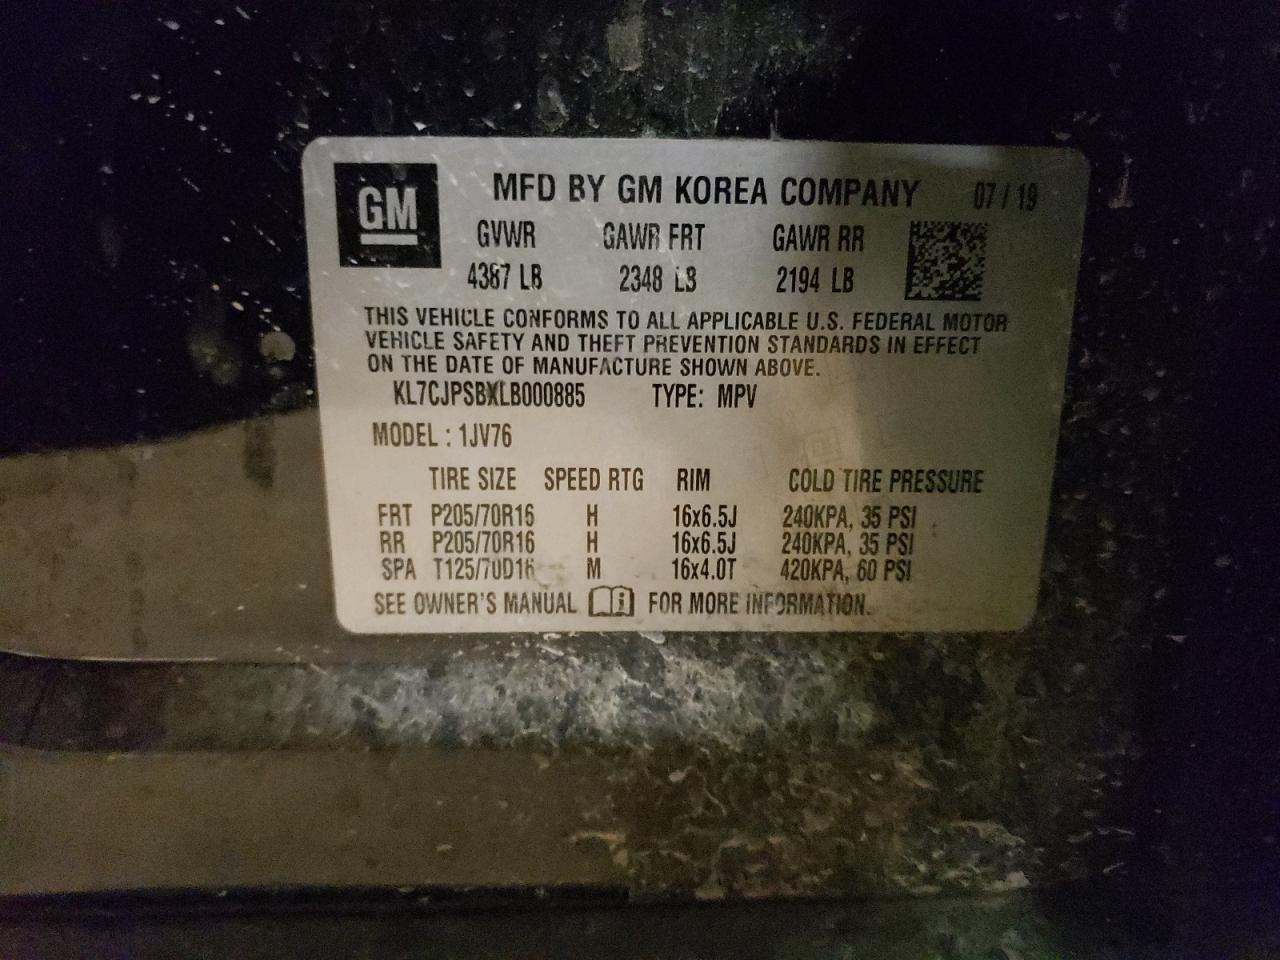 GM MFD BY GM KOREA COMPANY 07 / 19
GVWR GAWR FRT GAWR RR
4387 LB 2348 LB 2194 LB
THIS VEHICLE CONFORMS TO ALL APPLICABLE U.S. FEDERAL MOTOR
VEHICLE SAFETY AND THEFT PREVENTION STANDARDS IN EFFECT
ON THE DATE OF MANUFACTURE SHOWN ABOVE.
KL7CJPSBXLB000885 TYPE: MPV
MODEL : 1JV76
TIRE SIZE SPEED RTG RIM COLD TIRE PRESSURE
FRT P205/70R16 H 16x6.5J 240KPA, 35 PSI
RR P205/70R16 H 16x6.5J 240KPA, 35 PSI
SPA T125/70D16 M 16x4.0T 420KPA, 60 PSI
SEE OWNER'S MANUAL i FOR MORE INFORMATION.